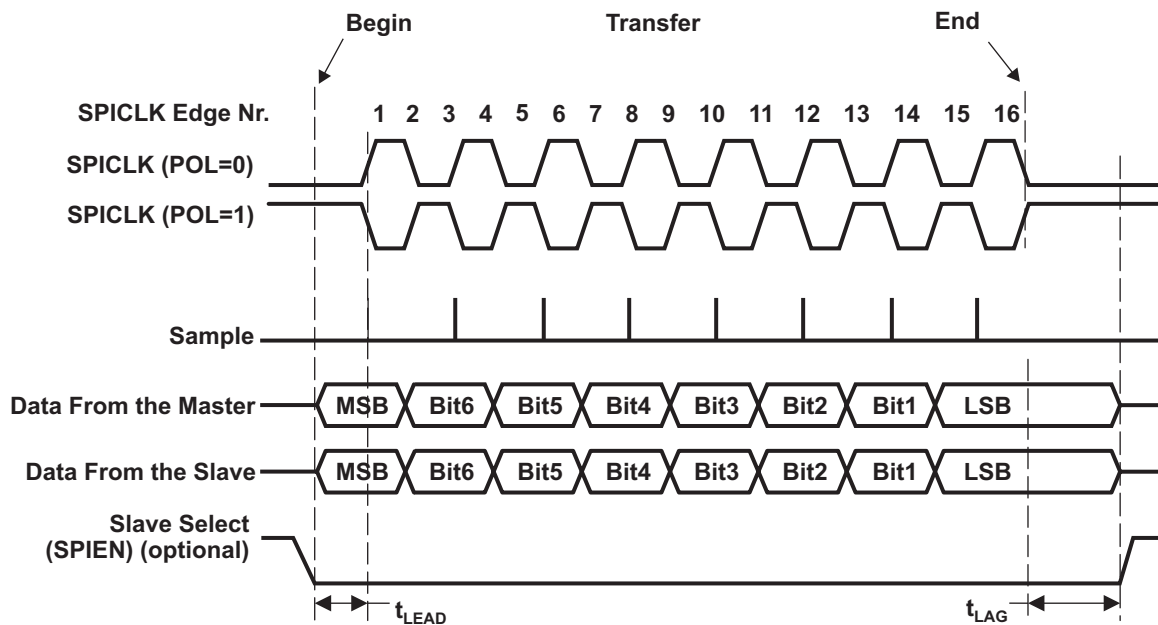 Begin Transfer End
SPICLK Edge Nr. 1 2 3 4 5 6 7 8 9 10 11 12 13 14 15 16
SPICLK (POL=0)
SPICLK (POL=1)
Sample
Data From the Master MSB Bit6 Bit5 Bit4 Bit3 Bit2 Bit1 LSB
Data From the Slave MSB Bit6 Bit5 Bit4 Bit3 Bit2 Bit1 LSB
Slave Select
(SPIEN) (optional)
tLEAD tLAG